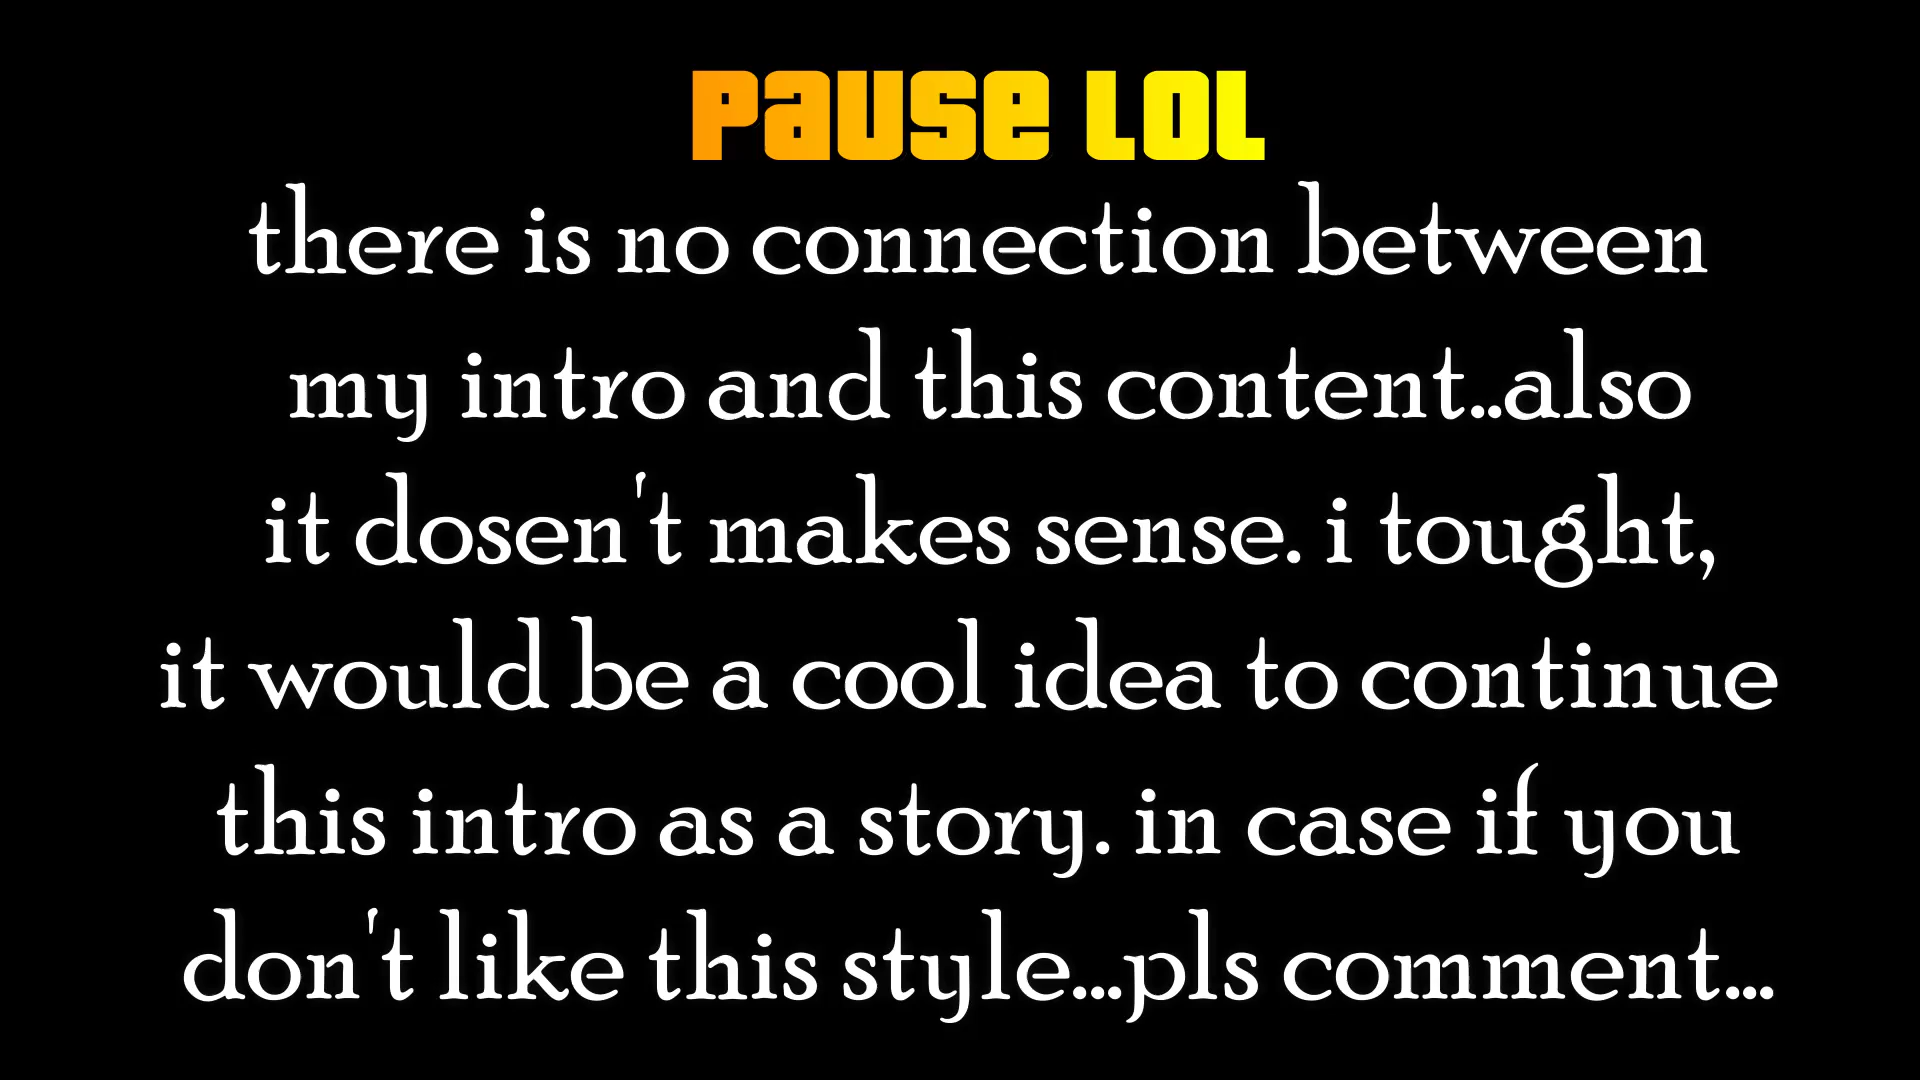 Pause LOL
there is no connection between
my intro and this content..also
it dosen't makes sense. i tought,
it would be a cool idea to continue
this intro as a story. in case if you
don't like this style...pls comment...